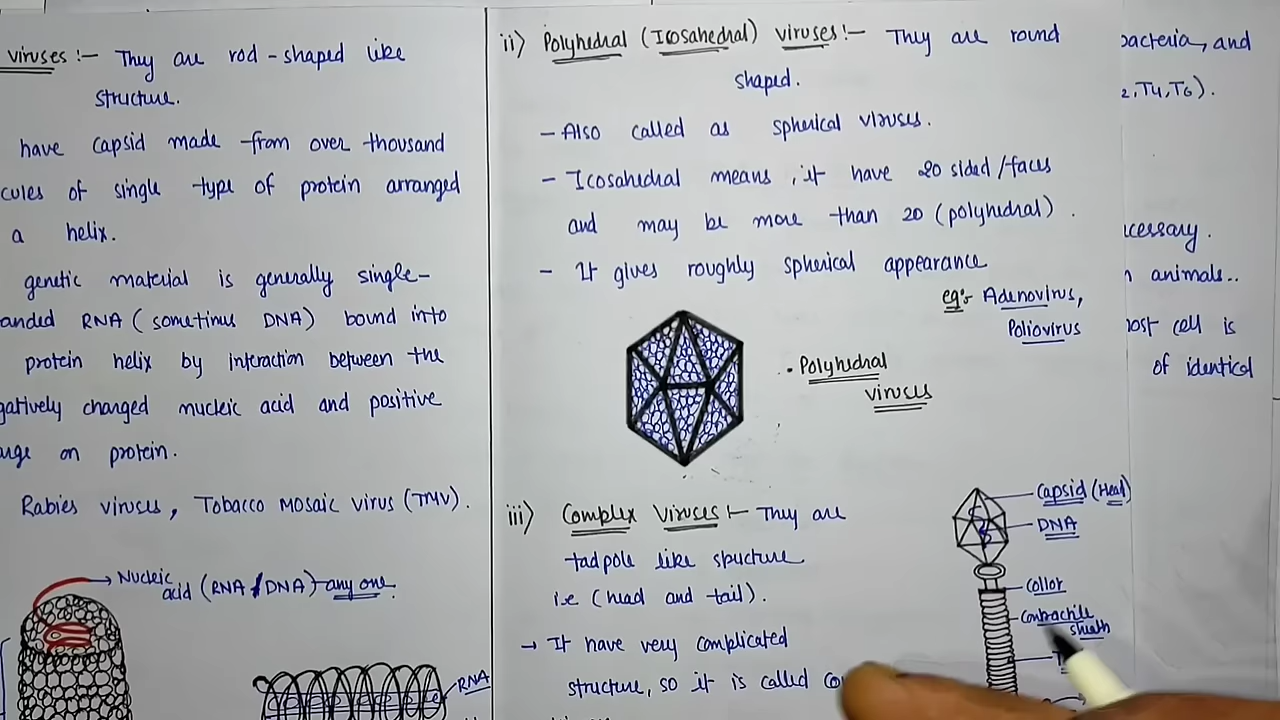 viruses :- They are rod-shaped like
structure.
have capsid made from over thousand
cules of single type of protein arranged
a helix.
genetic material is generally single-
anded RNA (sometimes DNA) bound into
protein helix by interaction between the
gatively charged nucleic acid and positive
on protein.
Rabies viruses, Tobacco Mosaic virus (TMV).
Nucleic
acid (RNA/DNA) any one.
RNA
ii) Polyhedral (Icosahedral) viruses :- They are round
shaped.
- Also called as spherical viruses.
- Icosahedral means, it have 20 sided/faces
and may be more than 20 (polyhedral).
- It gives roughly spherical appearance
eg:- Adenovirus,
Poliovirus
Polyhedral
viruses
iii) Complex Viruses :- They are
tadpole like structure
i.e (head and tail).
→ It have very complicated
structure, so it is called
Capsid (Head)
DNA
Collor
Contractile
sheath
bacteria, and
2, T4, T6).
cessary.
animals..
host cell is
of identical